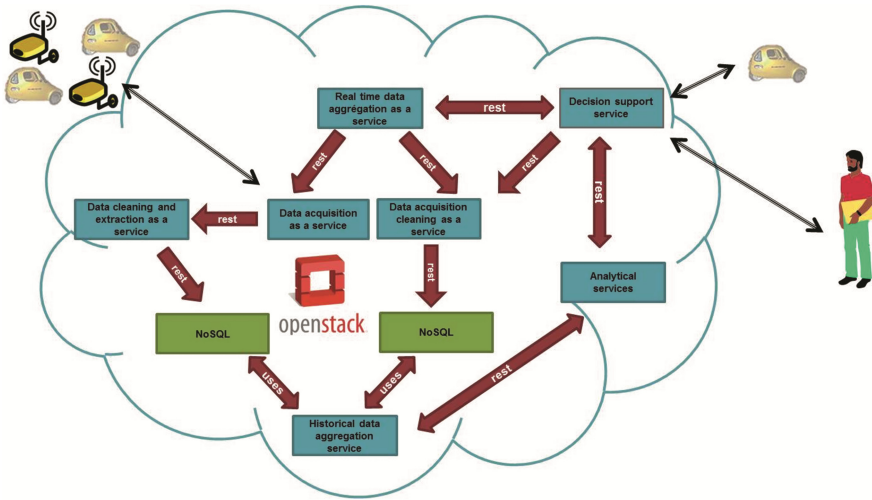 Real time data
aggrégation as a
service
rest
Decision support
service
rest
rest
rest
rest
Data cleaning and
extraction as a
service
rest
Data acquisition
as a service
Data acquisition
cleaning as a
service
rest
rest
Analytical
services
openstack
NoSQL
NoSQL
uses
uses
rest
Historical data
aggregation
service